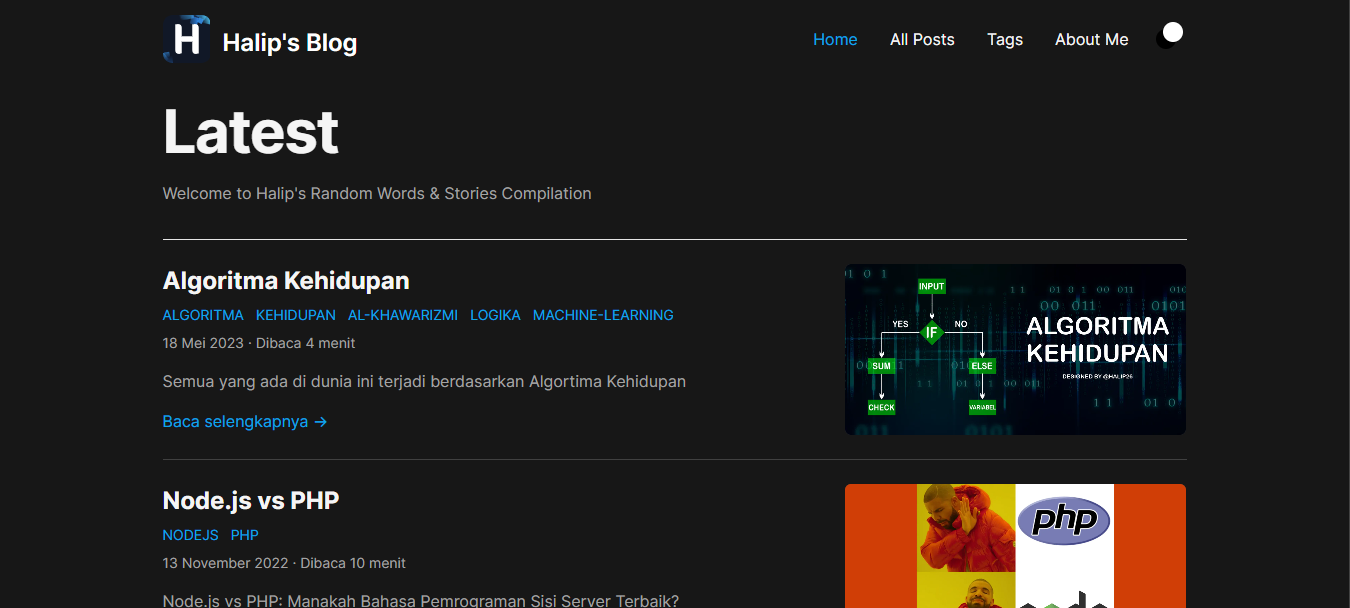 H Halip's Blog
Home All Posts Tags About Me
Latest
Welcome to Halip's Random Words & Stories Compilation
Algoritma Kehidupan
ALGORITMA KEHIDUPAN AL-KHAWARIZMI LOGIKA MACHINE-LEARNING
18 Mei 2023 · Dibaca 4 menit
Semua yang ada di dunia ini terjadi berdasarkan Algortima Kehidupan
Baca selengkapnya →
INPUT
YES IF NO
SUM ELSE
CHECK VARIABEL
ALGORITMA
KEHIDUPAN
DESIGNED BY @HALIP26
Node.js vs PHP
NODEJS PHP
13 November 2022 · Dibaca 10 menit
Node.js vs PHP: Manakah Bahasa Pemrograman Sisi Server Terbaik?
php